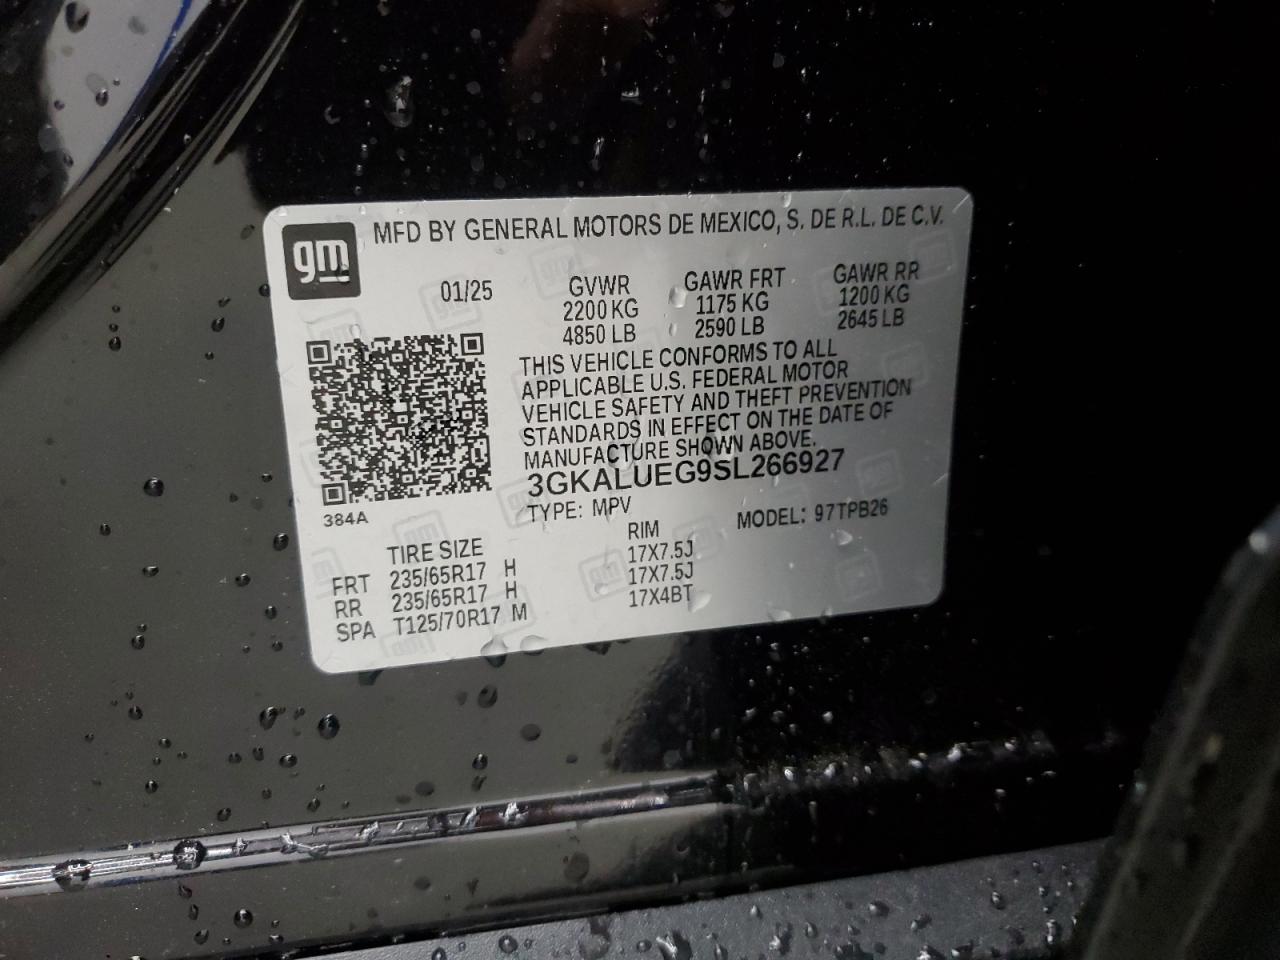 gm
MFD BY GENERAL MOTORS DE MEXICO, S. DE R.L. DE C.V.
01/25 GVWR GAWR FRT GAWR RR
2200 KG 1175 KG 1200 KG
4850 LB 2590 LB 2645 LB
THIS VEHICLE CONFORMS TO ALL
APPLICABLE U.S. FEDERAL MOTOR
VEHICLE SAFETY AND THEFT PREVENTION
STANDARDS IN EFFECT ON THE DATE OF
MANUFACTURE SHOWN ABOVE.
3GKALUEG9SL266927
384A
TYPE: MPV MODEL: 97TPB26
TIRE SIZE RIM
FRT 235/65R17 H 17X7.5J
RR 235/65R17 H 17X7.5J
SPA T125/70R17 M 17X4BT